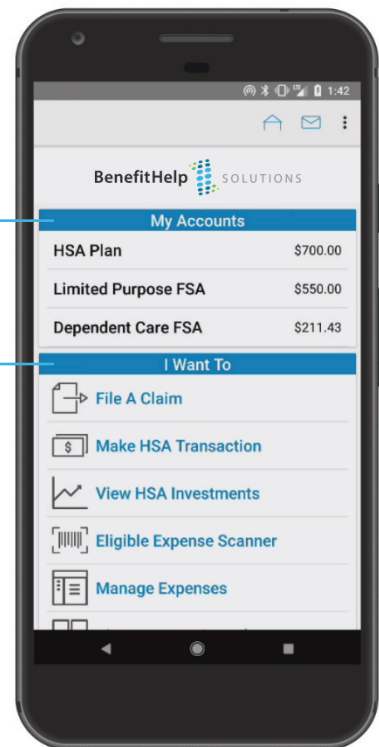 1:42
BenefitHelp SOLUTIONS
My Accounts
HSA Plan $700.00
Limited Purpose FSA $550.00
Dependent Care FSA $211.43
I Want To
File A Claim
$ Make HSA Transaction
View HSA Investments
Eligible Expense Scanner
Manage Expenses